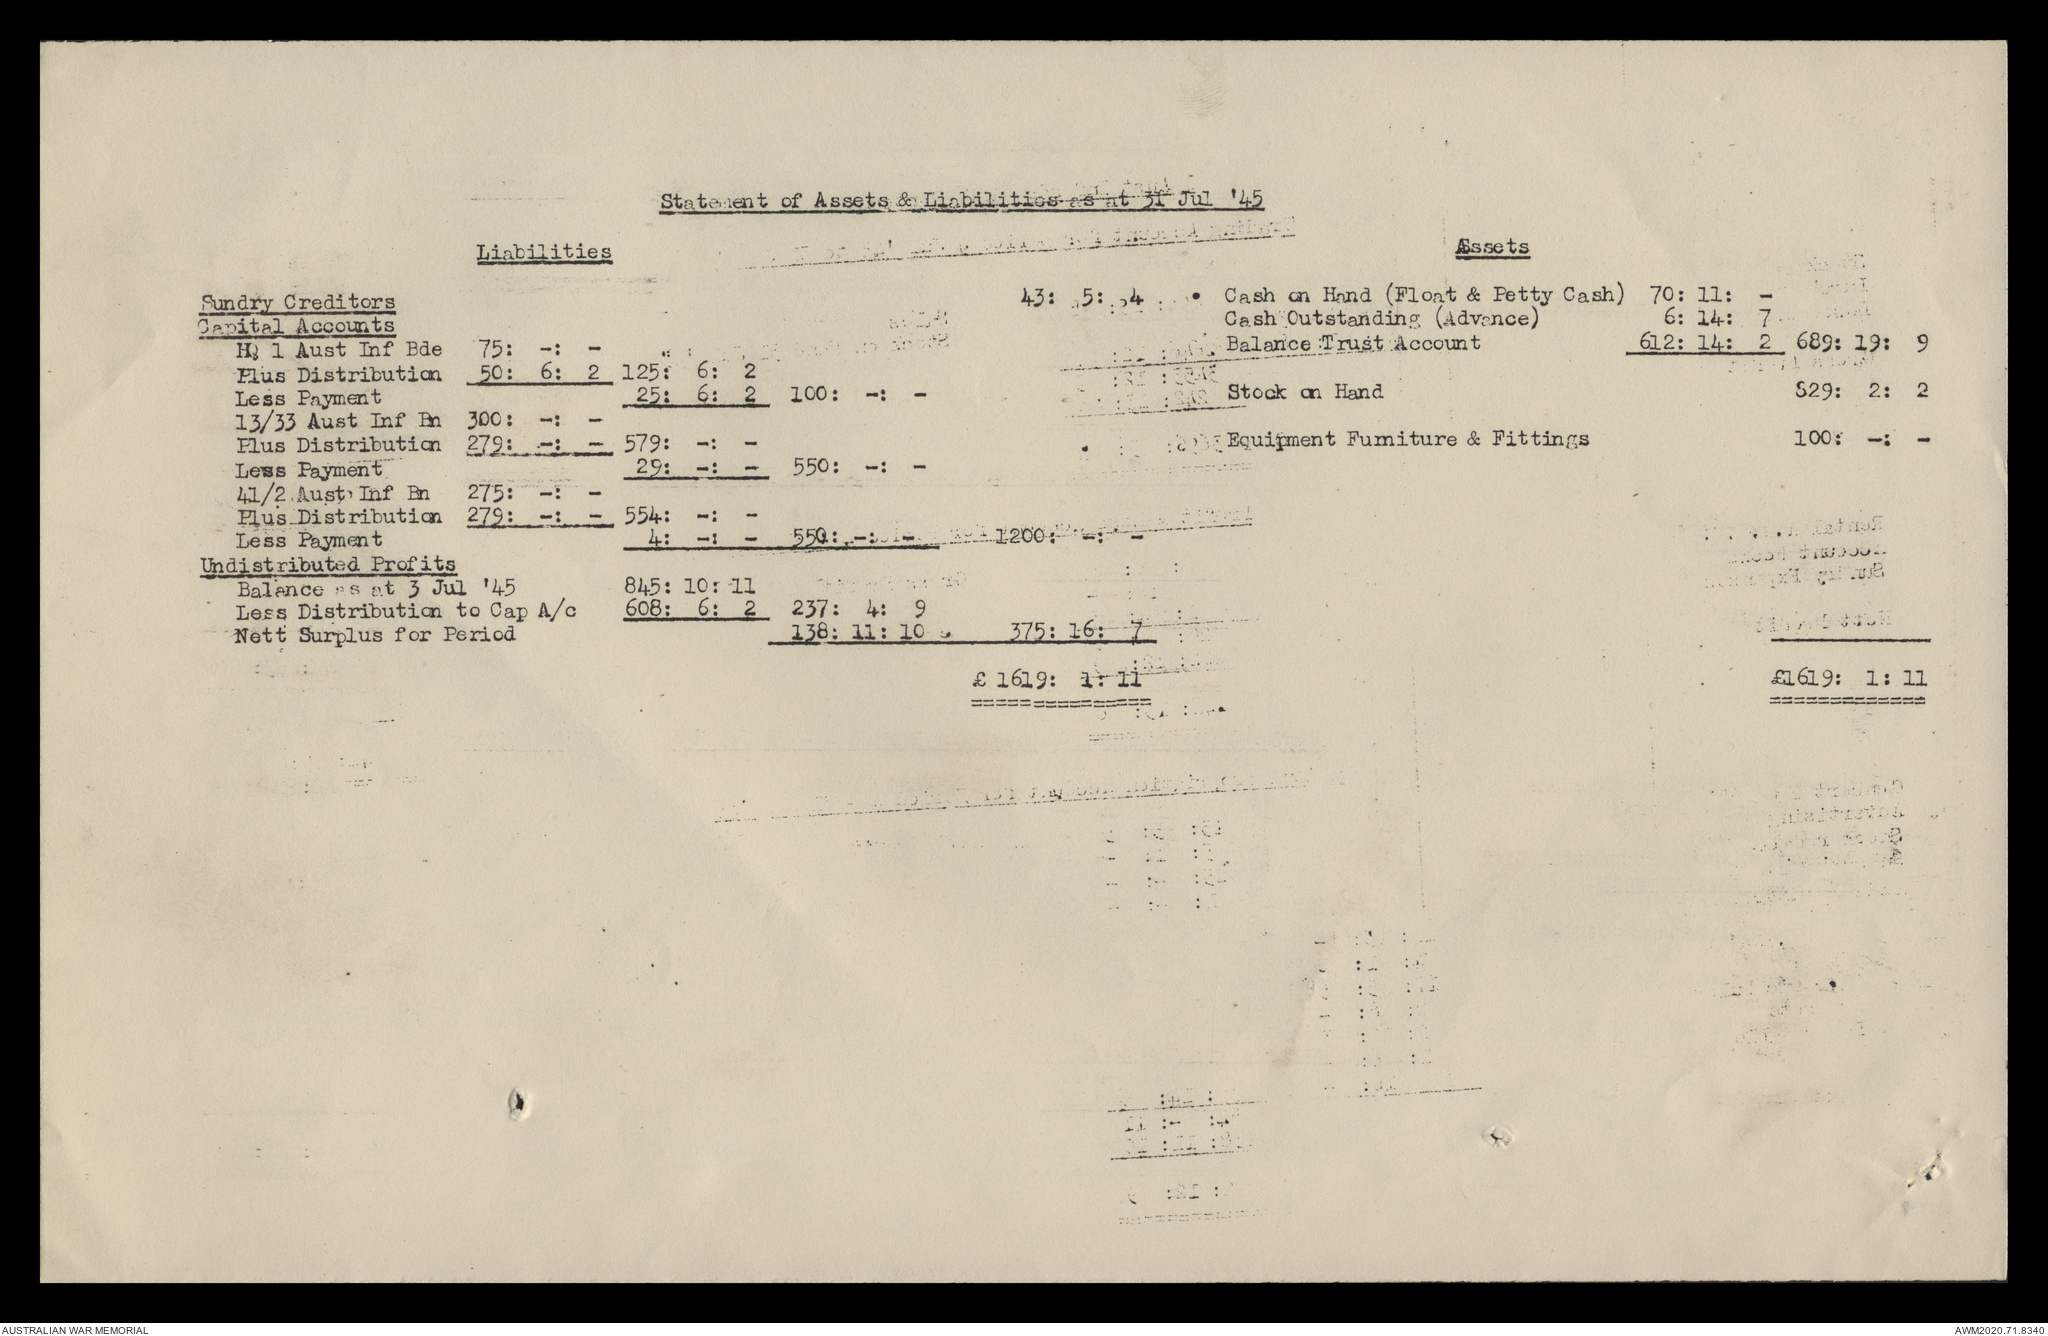 Statement of Assets & Liabilities as at 31 Jul '45
Liabilities
Sundry Creditors 43: 5: 4
Capital Accounts
HQ 1 Aust Inf Bde 75: -: -
Plus Distribution 50: 6: 2 125: 6: 2
Less Payment 25: 6: 2 100: -: -
13/33 Aust Inf Bn 300: -: -
Plus Distribution 279: -: - 579: -: -
Less Payment 29: -: - 550: -: -
41/2 Aust Inf Bn 275: -: -
Plus Distribution 279: -: - 554: -: -
Less Payment 4: -: - 550: -: - 1200: -: -
Undistributed Profits
Balance as at 3 Jul '45 845: 10: 11
Less Distribution to Cap A/c 608: 6: 2 237: 4: 9
Nett Surplus for Period 138: 11: 10 375: 16: 7
£ 1619: 1: 11
===============
Assets
Cash on Hand (Float & Petty Cash) 70: 11: -
Cash Outstanding (Advance) 6: 14: 7
Balance Trust Account 612: 14: 2 689: 19: 9
Stock on Hand 829: 2: 2
Equipment Furniture & Fittings 100: -: -
£1619: 1: 11
=============
AUSTRALIAN WAR MEMORIAL
AWM2020.71.8340